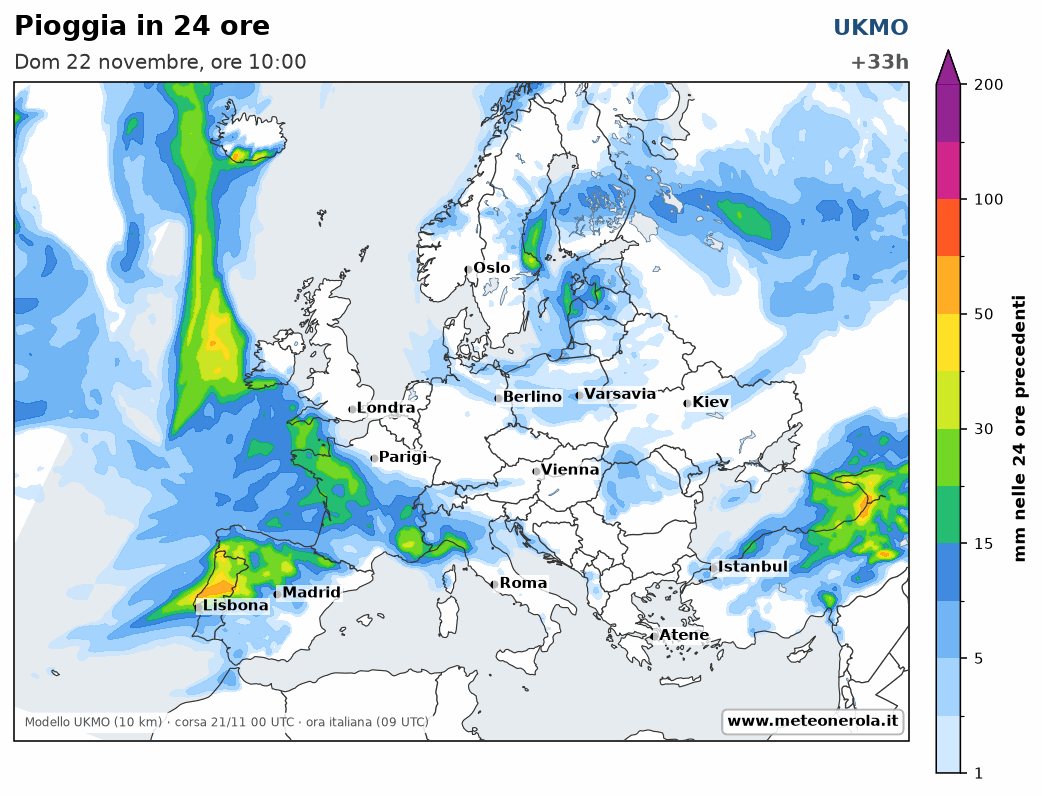 Pioggia in 24 ore
UKMO
Dom 22 novembre, ore 10:00
+33h
200
100
50
30
15
5
1
mm nelle 24 ore precedenti
Oslo
Berlino
Varsavia
Kiev
Londra
Parigi
Vienna
Istanbul
Roma
Madrid
Lisbona
Atene
Modello UKMO (10 km) · corsa 21/11 00 UTC · ora italiana (09 UTC)
www.meteonerola.it